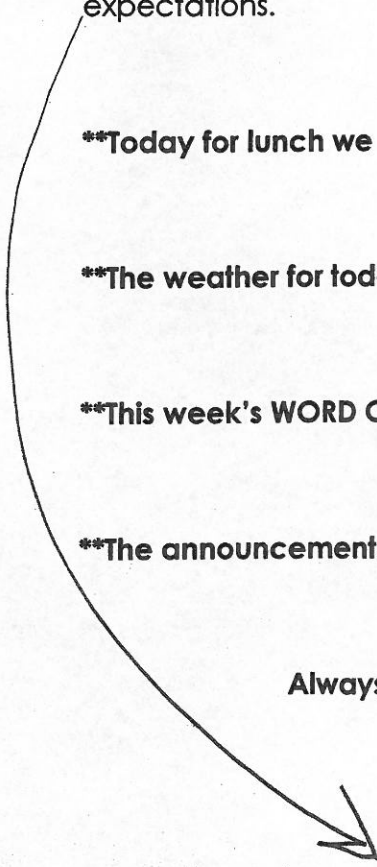 expectations.
**Today for lunch we
**The weather for tod
**This week's WORD
**The announcement
Always